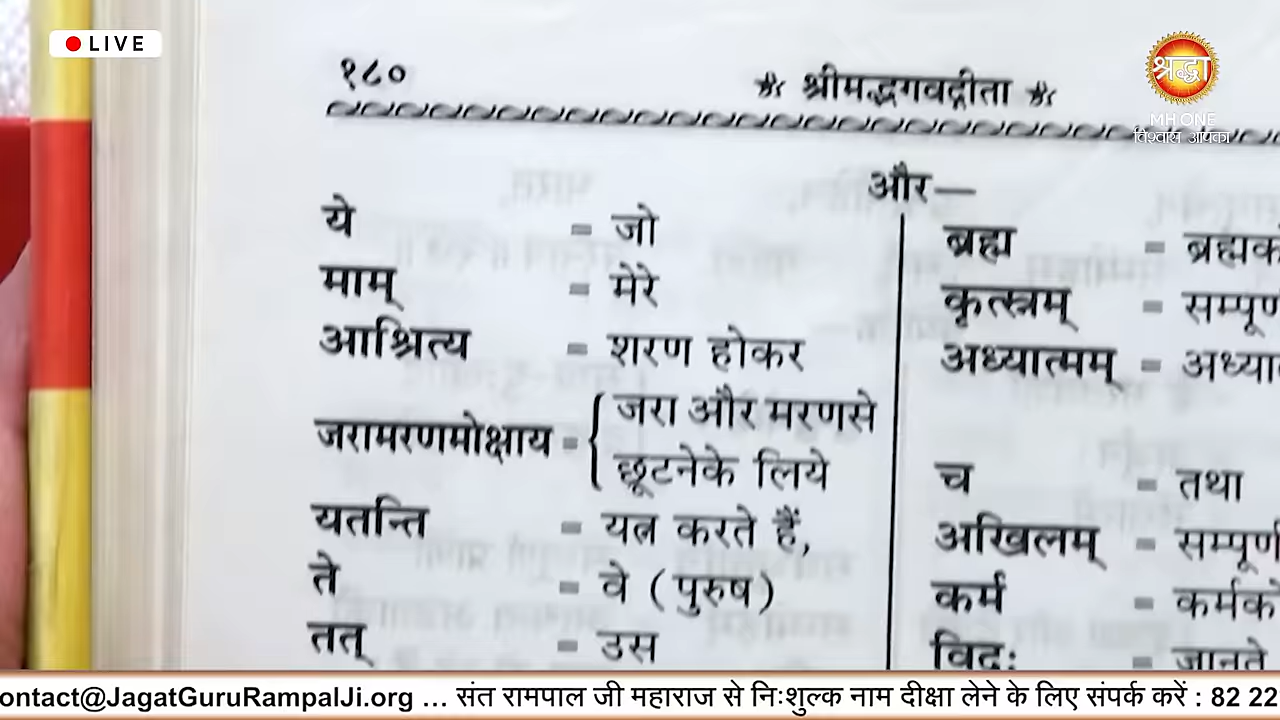 LIVE
१८०
श्रीमद्भगवद्गीता
श्रद्धा
MH ONE
विश्वास आपका
और—
ये = जो
माम् = मेरे
आश्रित्य = शरण होकर
जरामरणमोक्षाय = जरा और मरणसे
छूटनेके लिये
यतन्ति = यत्न करते हैं,
ते = वे (पुरुष)
तत् = उस
ब्रह्म =
कृत्स्नम् =
अध्यात्मम् =
च = तथा
अखिलम् = सम्पूर्ण
कर्म =
विदुः = जानते
ontact@JagatGuruRampalJi.org ... संत रामपाल जी महाराज से निःशुल्क नाम दीक्षा लेने के लिए संपर्क करें : 82 22